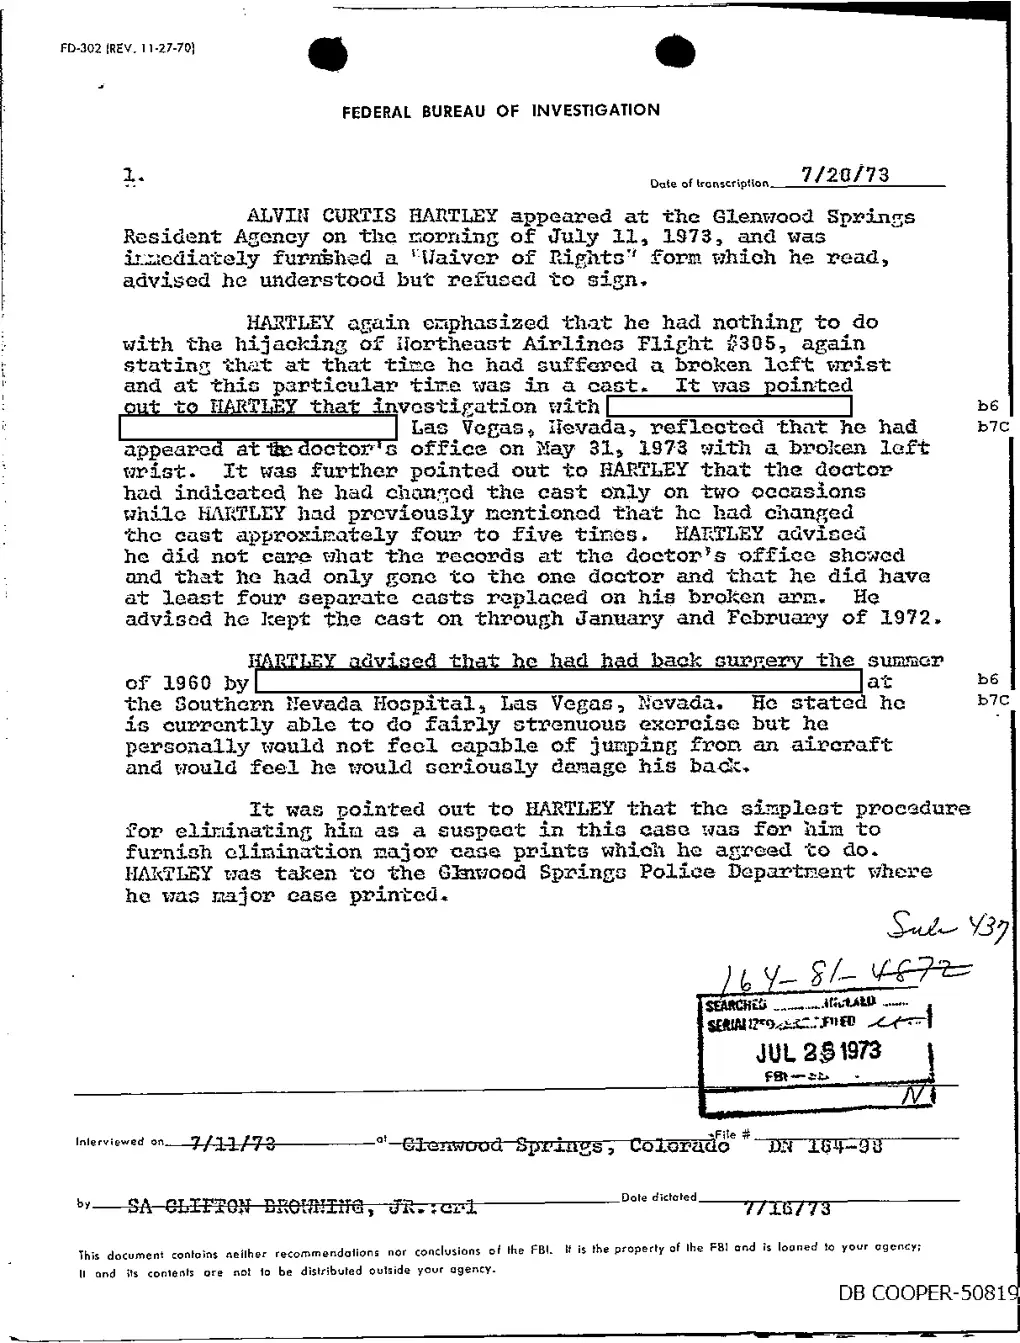 FD-302 (REV. 11-27-70)
FEDERAL BUREAU OF INVESTIGATION
1.
Date of transcription 7/20/73
ALVIN CURTIS HARTLEY appeared at the Glenwood Springs
Resident Agency on the morning of July 11, 1973, and was
immediately furnished a "Waiver of Rights" form which he read,
advised he understood but refused to sign.
HARTLEY again emphasized that he had nothing to do
with the hijacking of Northeast Airlines Flight #305, again
stating that at that time he had suffered a broken left wrist
and at this particular time was in a cast. It was pointed
out to HARTLEY that investigation with
b6
Las Vegas, Nevada, reflected that he had
b7C
appeared at the doctor's office on May 31, 1973 with a broken left
wrist. It was further pointed out to HARTLEY that the doctor
had indicated he had changed the cast only on two occasions
while HARTLEY had previously mentioned that he had changed
the cast approximately four to five times. HARTLEY advised
he did not care what the records at the doctor's office showed
and that he had only gone to the one doctor and that he did have
at least four separate casts replaced on his broken arm. He
advised he kept the cast on through January and February of 1972.
HARTLEY advised that he had had back surgery the summer
of 1960 by at
b6
the Southern Nevada Hospital, Las Vegas, Nevada. He stated he
b7C
is currently able to do fairly strenuous exercise but he
personally would not feel capable of jumping from an aircraft
and would feel he would seriously damage his back.
It was pointed out to HARTLEY that the simplest procedure
for eliminating him as a suspect in this case was for him to
furnish elimination major case prints which he agreed to do.
HARTLEY was taken to the Glenwood Springs Police Department where
he was major case printed.
Sub 437
164-81-4872
SEARCHED INDEXED
SERIALIZED FILED
JUL 25 1973
FBI
N
Interviewed on 7/11/73 at Glenwood Springs, Colorado File # DN 164-98
by SA CLIFTON BROWNING, JR.:crl Date dictated 7/16/73
This document contains neither recommendations nor conclusions of the FBI. It is the property of the FBI and is loaned to your agency;
it and its contents are not to be distributed outside your agency.
DB COOPER-50819